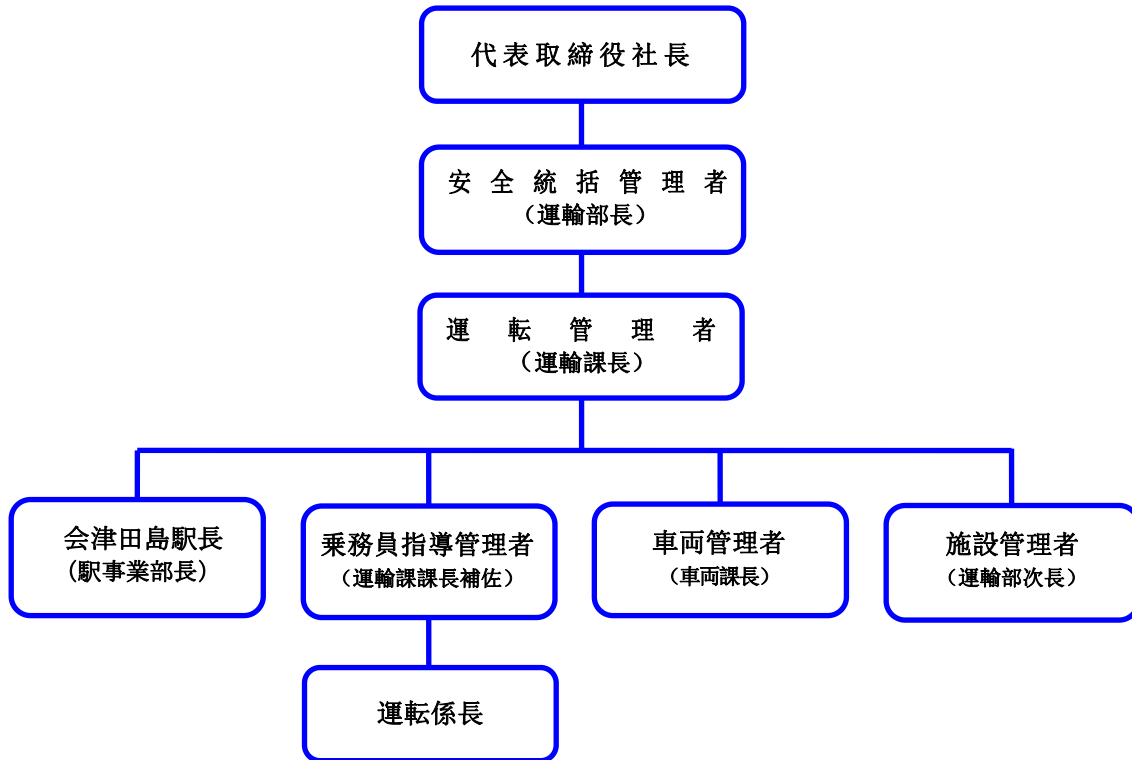 代表取締役社長
安全統括管理者
（運輸部長）
運転管理者
（運輸課長）
会津田島駅長
(駅事業部長）
乗務員指導管理者
（運輸課課長補佐）
車両管理者
（車両課長）
施設管理者
（運輸部次長）
運転係長